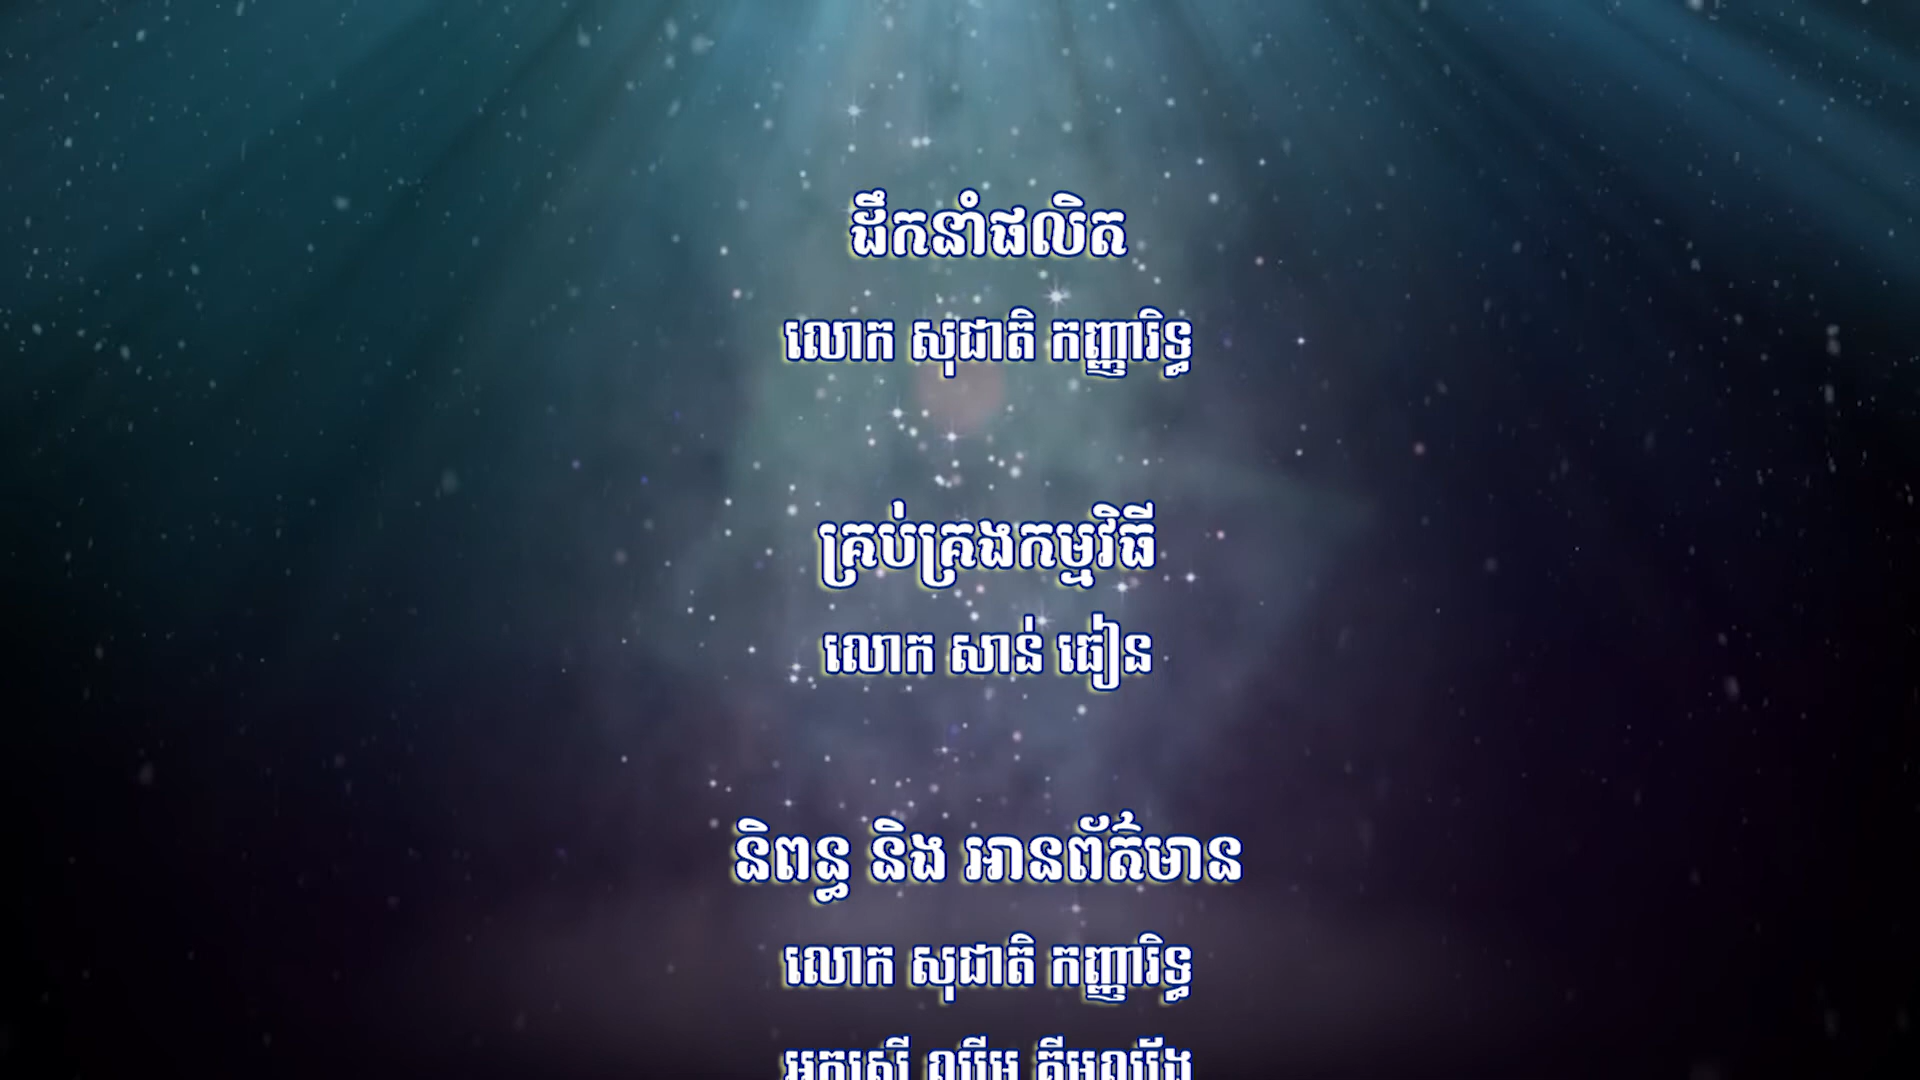 ដឹកនាំផលិត
លោក សុជាតិ កញ្ញារិទ្ធ
គ្រប់គ្រងកម្មវិធី
លោក សាន់ ធឿន
និពន្ធ និង អានព័ត៌មាន
លោក សុជាតិ កញ្ញារិទ្ធ